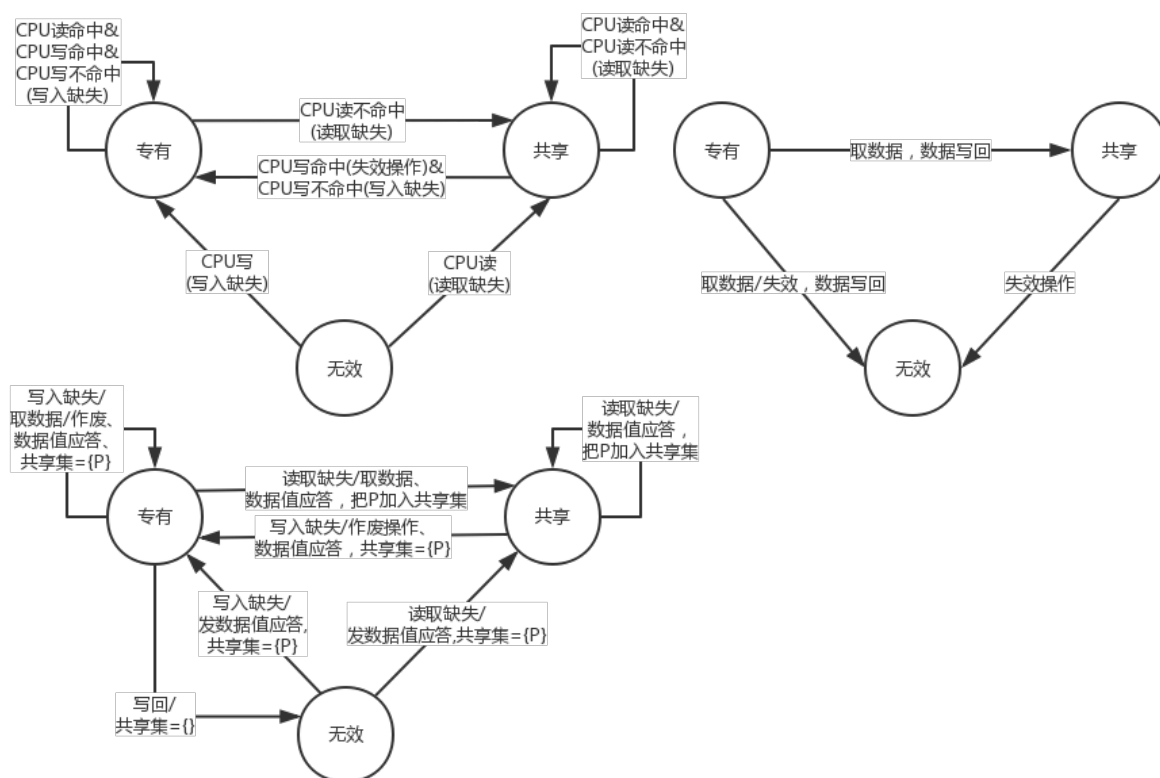 CPU读命中&
CPU写命中&
CPU写不命中
(写入缺失)
专有
CPU读不命中
(读取缺失)
CPU写命中(失效操作)&
CPU写不命中(写入缺失)
CPU读命中&
CPU读不命中
(读取缺失)
共享
CPU写
(写入缺失)
CPU读
(读取缺失)
无效
专有
取数据，数据写回
共享
取数据/失效，数据写回
失效操作
无效
写入缺失/
取数据/作废、
数据值应答、
共享集={P}
专有
读取缺失/取数据、
数据值应答，把P加入共享集
写入缺失/作废操作、
数据值应答，共享集={P}
读取缺失/
数据值应答，
把P加入共享集
共享
写入缺失/
发数据值应答,
共享集={P}
读取缺失/
发数据值应答,共享集={P}
写回/
共享集={}
无效